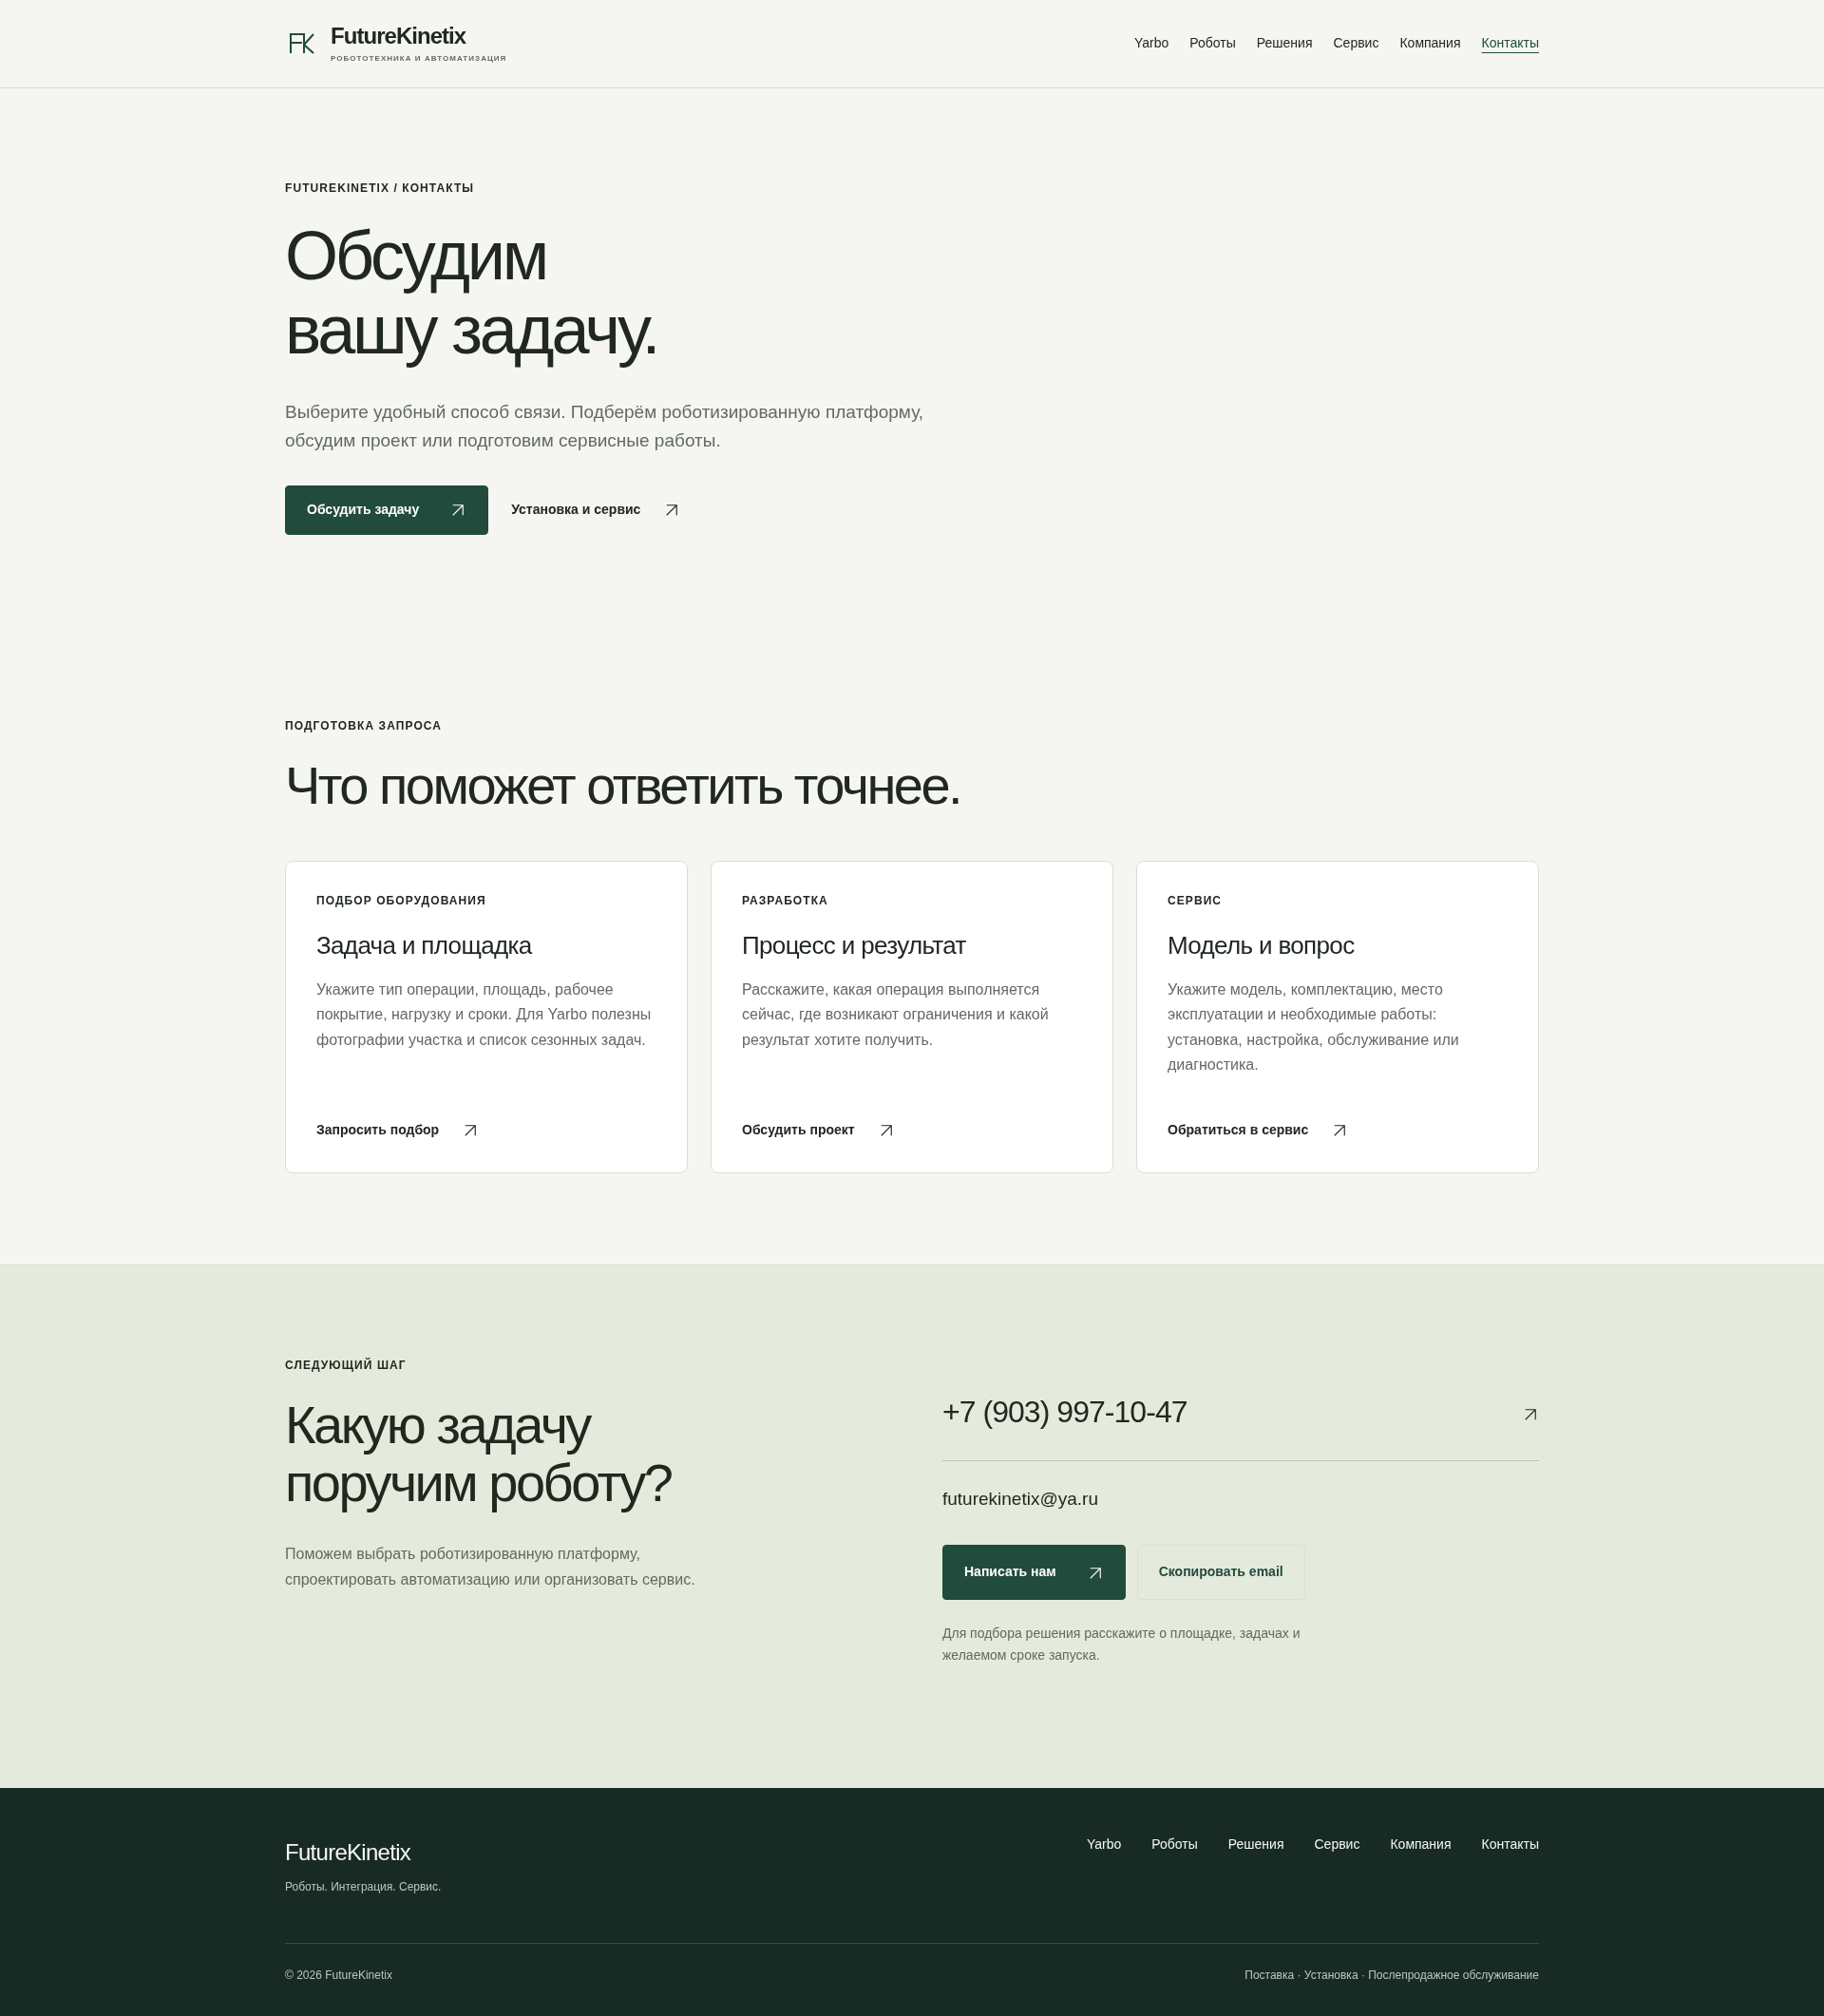 FutureKinetix
РОБОТОТЕХНИКА И АВТОМАТИЗАЦИЯ
Yarbo Роботы Решения Сервис Компания Контакты
FUTUREKINETIX / КОНТАКТЫ
Обсудим
вашу задачу.
Выберите удобный способ связи. Подберём роботизированную платформу,
обсудим проект или подготовим сервисные работы.
Обсудить задачу
Установка и сервис
ПОДГОТОВКА ЗАПРОСА
Что поможет ответить точнее.
ПОДБОР ОБОРУДОВАНИЯ
Задача и площадка
Укажите тип операции, площадь, рабочее
покрытие, нагрузку и сроки. Для Yarbo полезны
фотографии участка и список сезонных задач.
Запросить подбор
РАЗРАБОТКА
Процесс и результат
Расскажите, какая операция выполняется
сейчас, где возникают ограничения и какой
результат хотите получить.
Обсудить проект
СЕРВИС
Модель и вопрос
Укажите модель, комплектацию, место
эксплуатации и необходимые работы:
установка, настройка, обслуживание или
диагностика.
Обратиться в сервис
СЛЕДУЮЩИЙ ШАГ
Какую задачу
поручим роботу?
Поможем выбрать роботизированную платформу,
спроектировать автоматизацию или организовать сервис.
+7 (903) 997-10-47
futurekinetix@ya.ru
Написать нам
Скопировать email
Для подбора решения расскажите о площадке, задачах и
желаемом сроке запуска.
FutureKinetix
Роботы. Интеграция. Сервис.
Yarbo Роботы Решения Сервис Компания Контакты
© 2026 FutureKinetix
Поставка · Установка · Послепродажное обслуживание